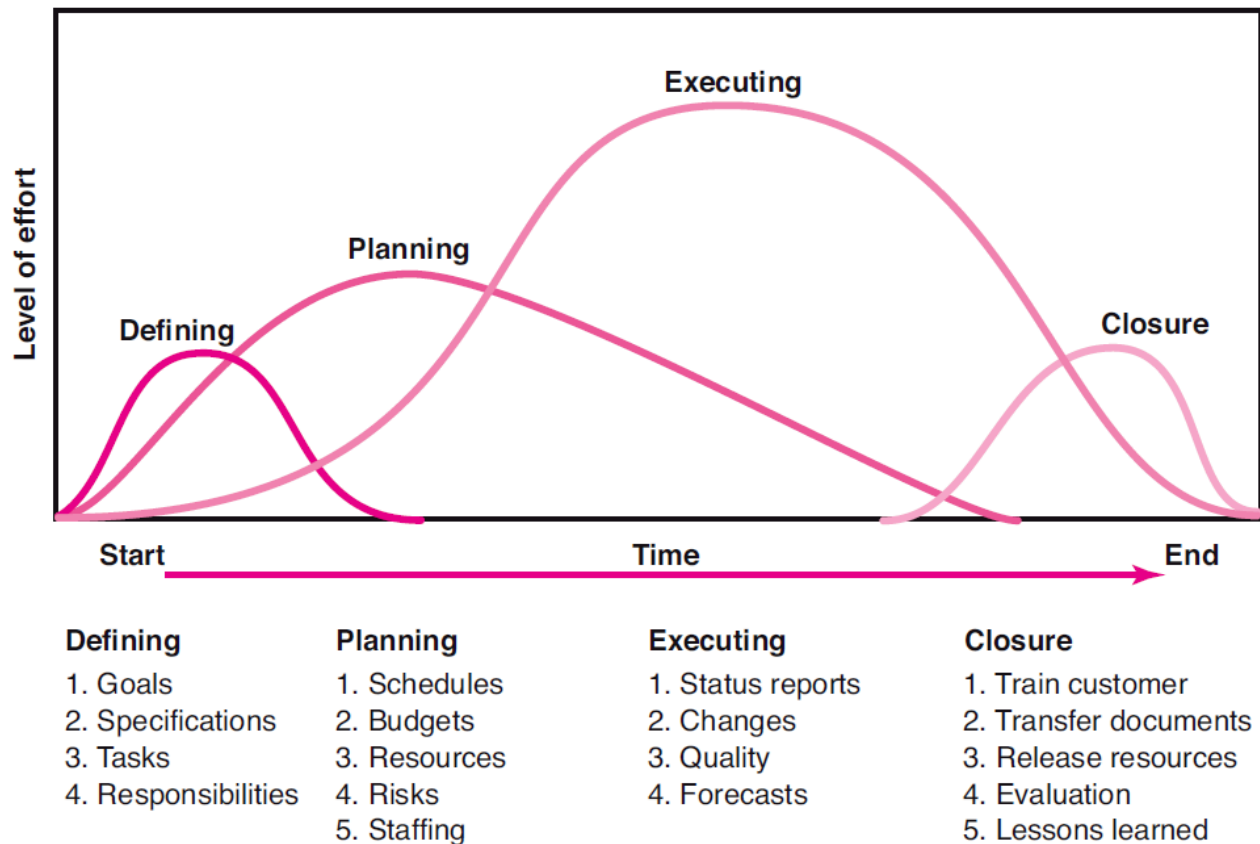 Executing
Planning
Defining
Closure
Level of effort
Start
Time
End
Defining
1. Goals
2. Specifications
3. Tasks
4. Responsibilities
Planning
1. Schedules
2. Budgets
3. Resources
4. Risks
5. Staffing
Executing
1. Status reports
2. Changes
3. Quality
4. Forecasts
Closure
1. Train customer
2. Transfer documents
3. Release resources
4. Evaluation
5. Lessons learned